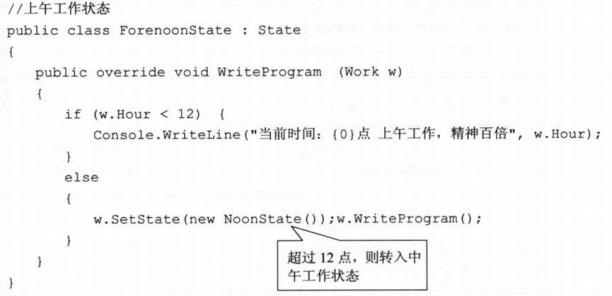 //上午工作状态
public class ForenoonState : State
{
    public override void WriteProgram (Work w)
    {
        if (w.Hour < 12) {
            Console.WriteLine("当前时间：{0}点 上午工作，精神百倍", w.Hour);
        }
        else
        {
            w.SetState(new NoonState());w.WriteProgram();
        }
    }
}
超过 12 点，则转入中
午工作状态